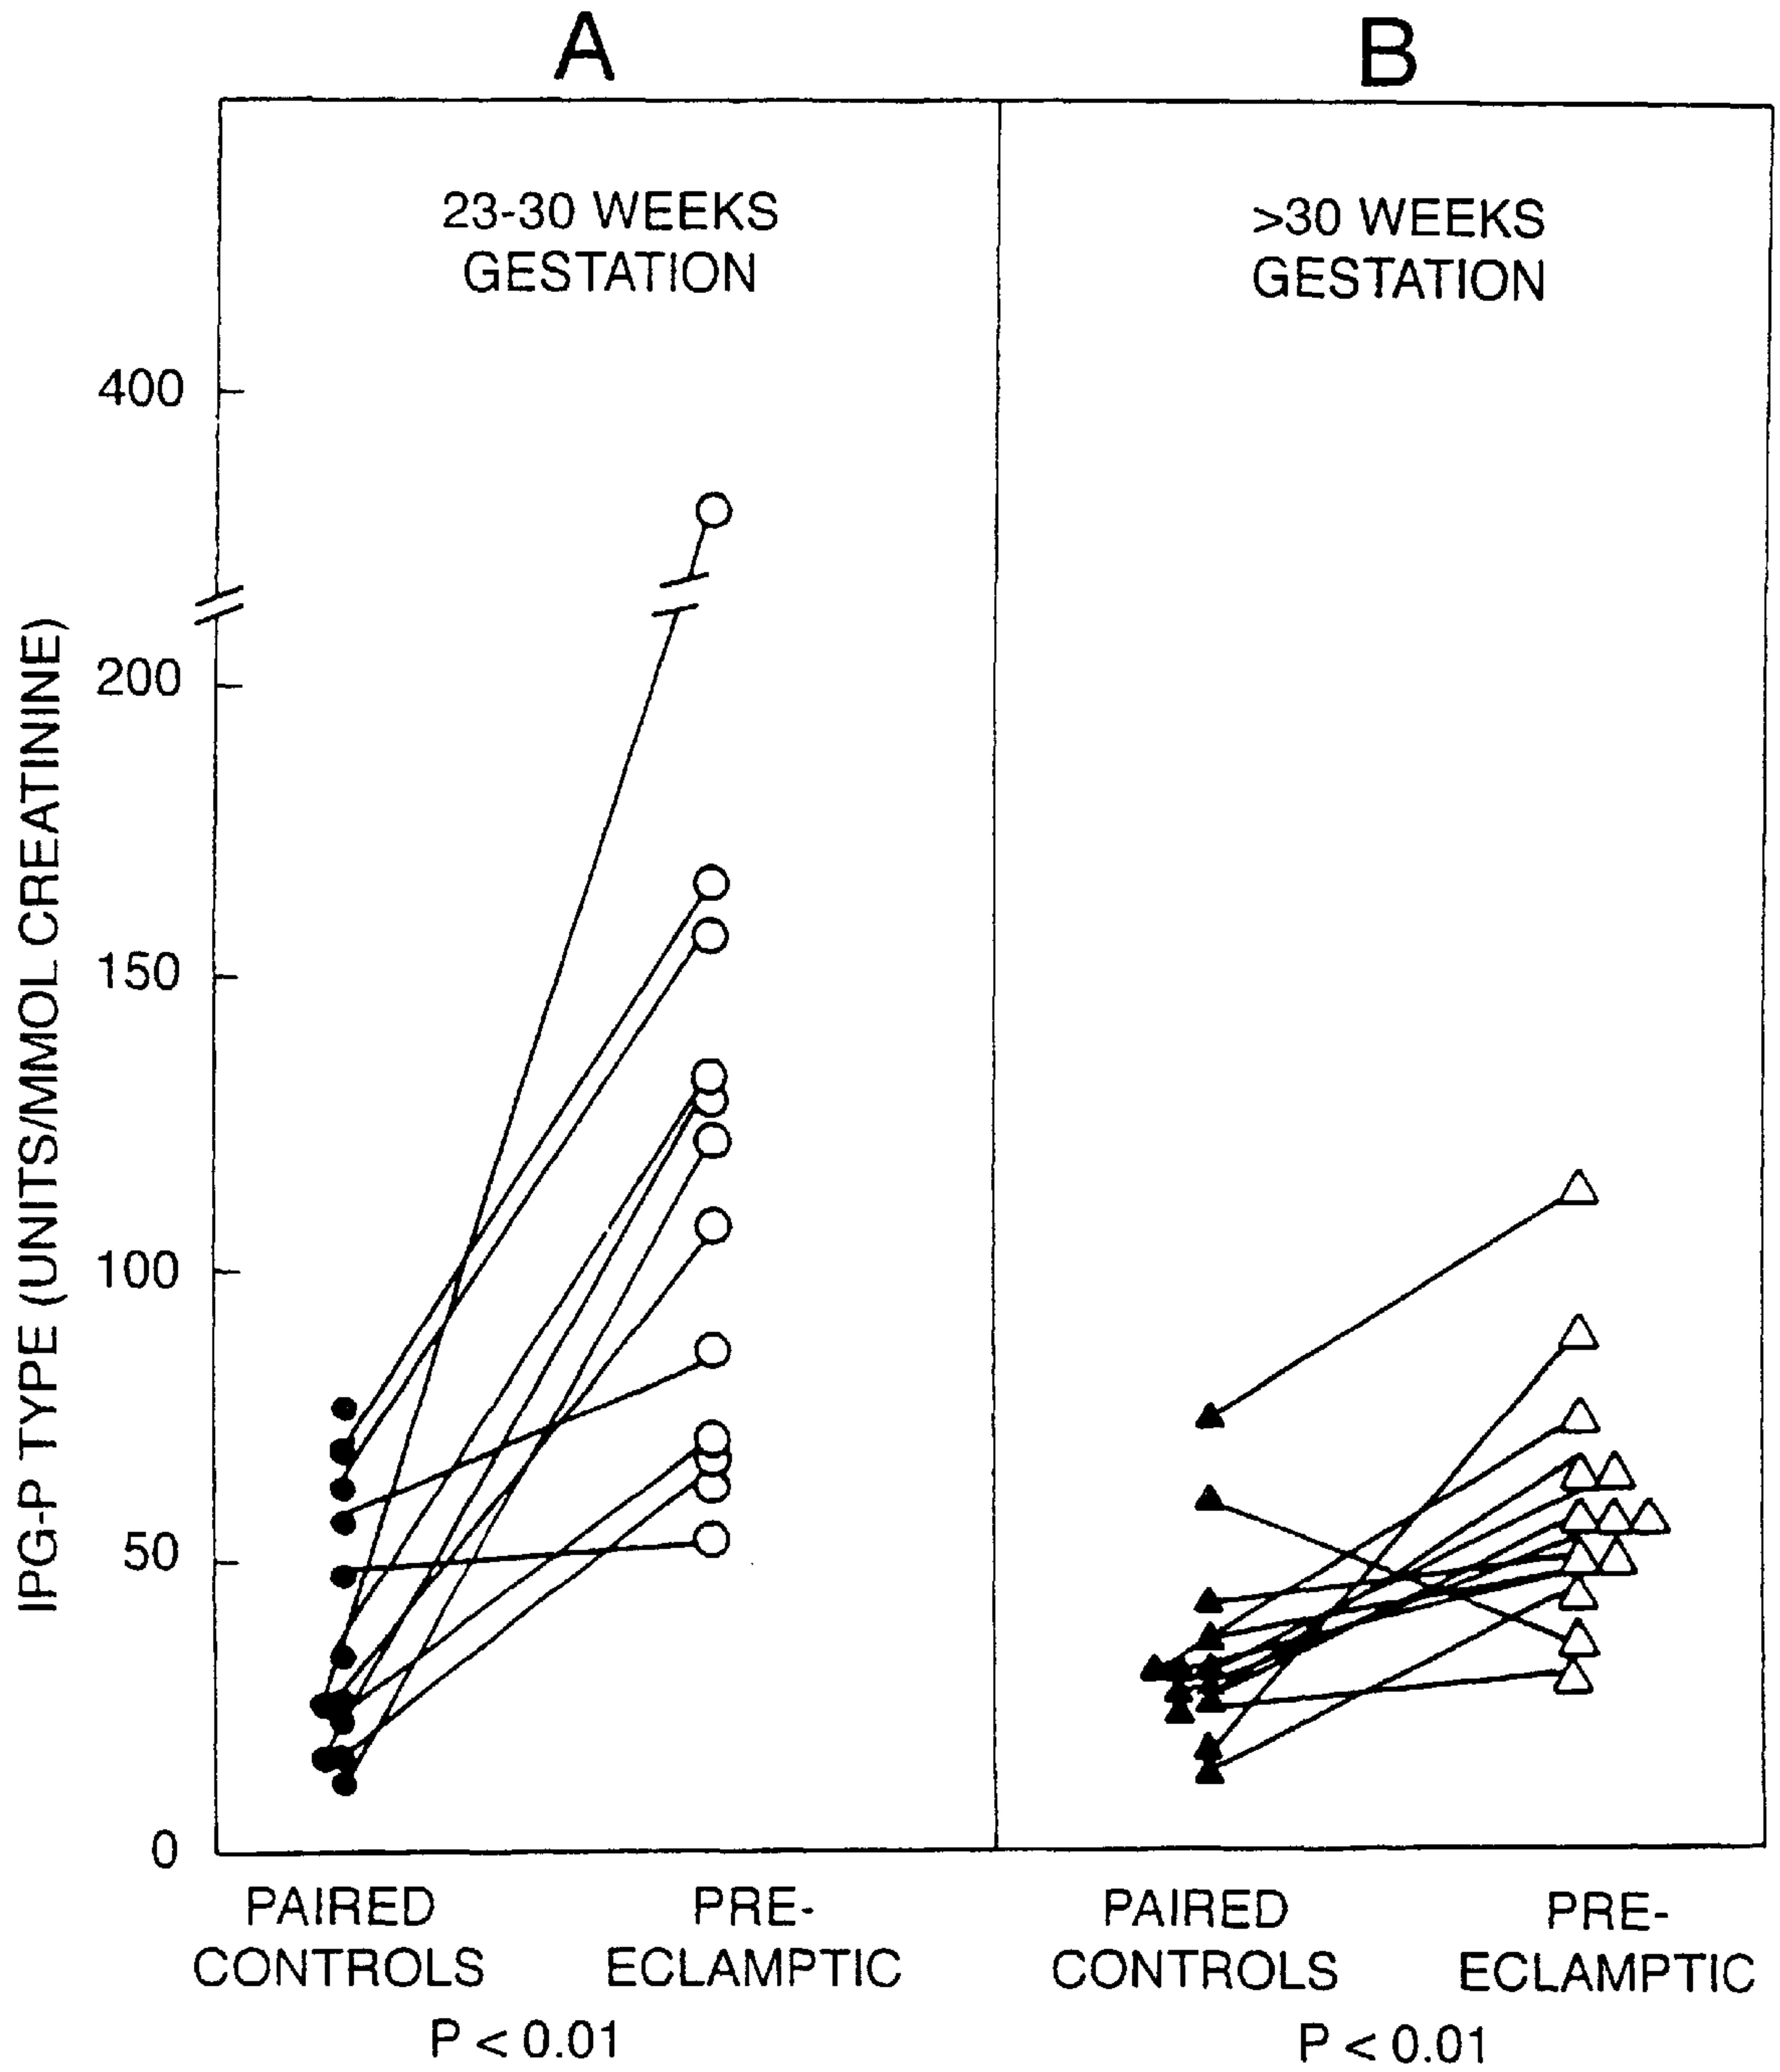 A
B
23-30 WEEKS
GESTATION
>30 WEEKS
GESTATION
400
200
150
100
50
0
IPG-P TYPE (UNITS/MMOL CREATININE)
PAIRED
CONTROLS
PRE-
ECLAMPTIC
P < 0.01
PAIRED
CONTROLS
PRE-
ECLAMPTIC
P < 0.01